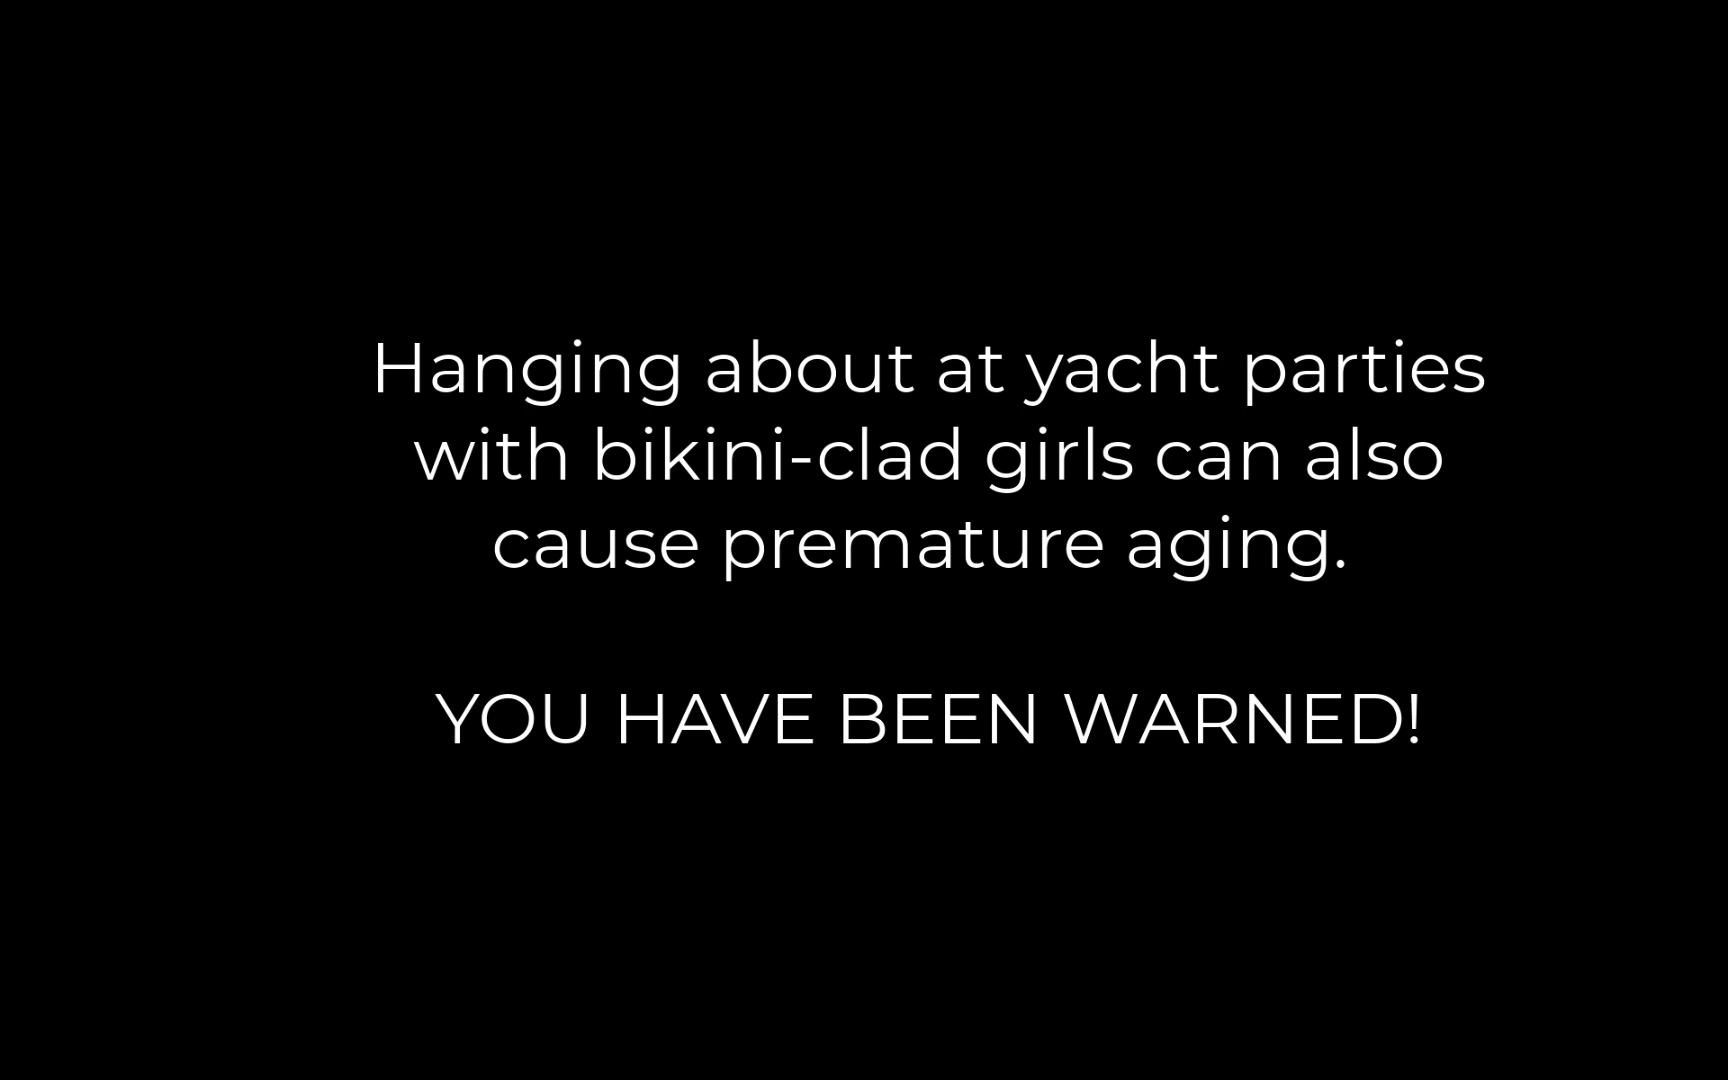 Hanging about at yacht parties
with bikini-clad girls can also
cause premature aging.
YOU HAVE BEEN WARNED!